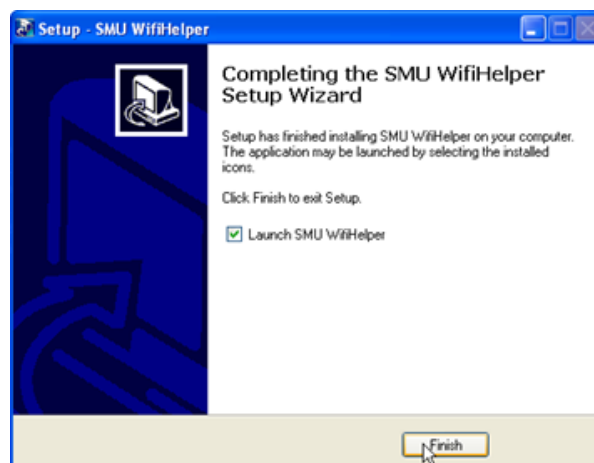 Setup - SMU WifiHelper
Completing the SMU WifiHelper
Setup Wizard
Setup has finished installing SMU WifiHelper on your computer.
The application may be launched by selecting the installed
icons.
Click Finish to exit Setup.
Launch SMU WifiHelper
Finish